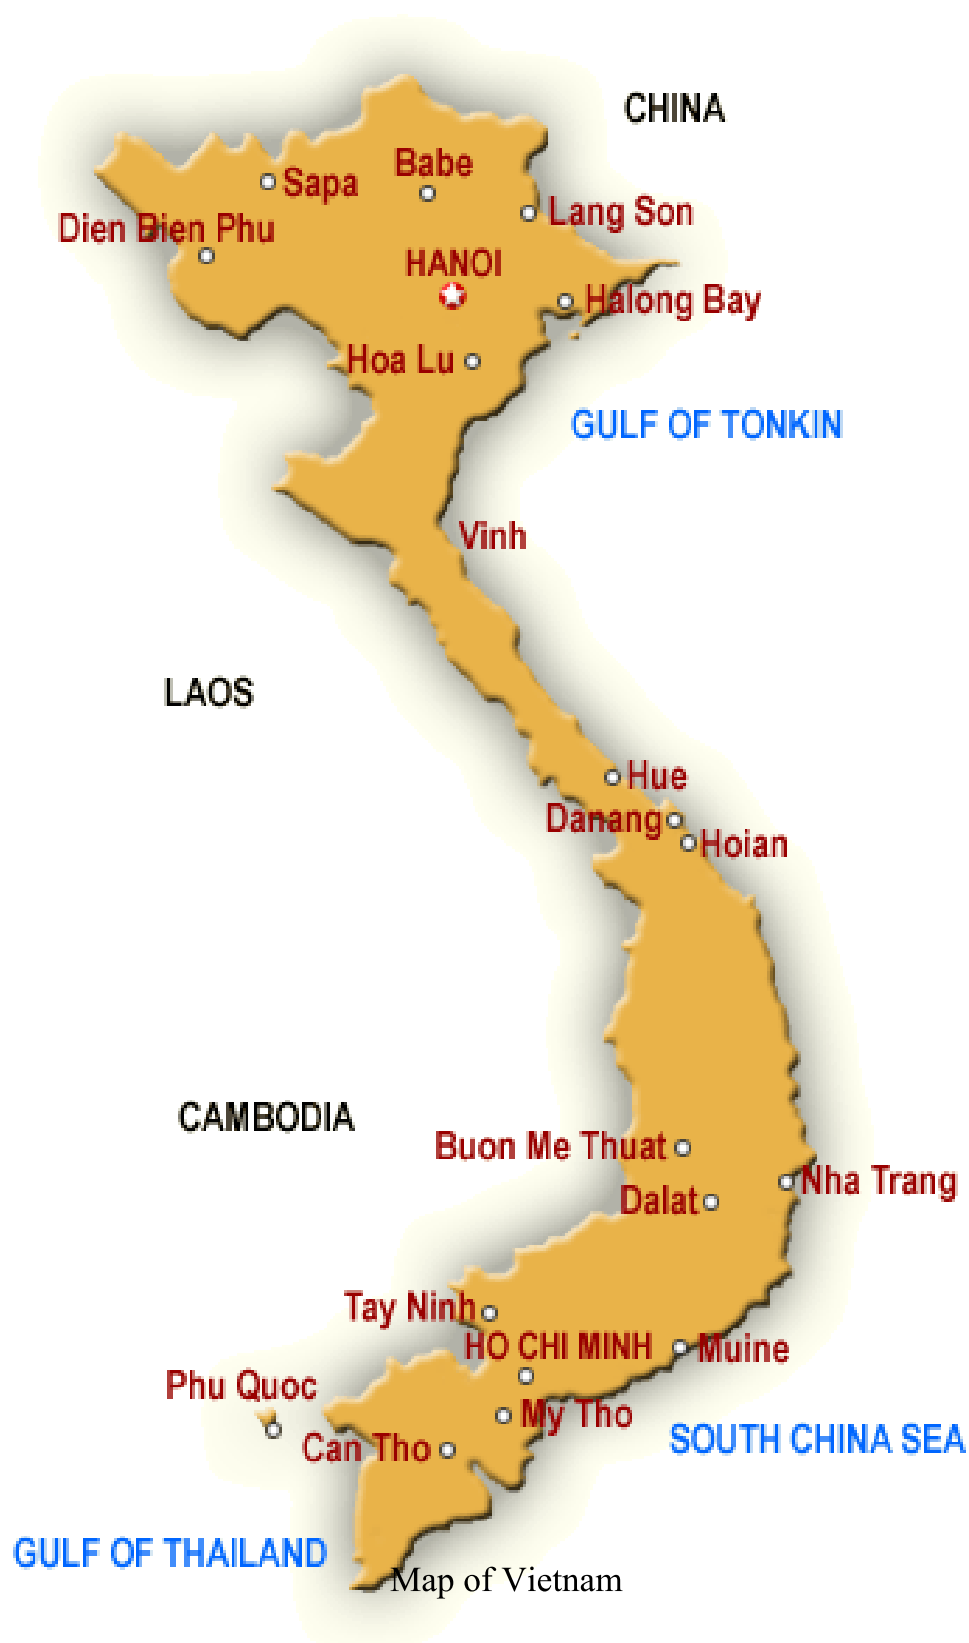 CHINA
Babe
Sapa
Lang Son
Dien Bien Phu
HANOI
Halong Bay
Hoa Lu
GULF OF TONKIN
Vinh
LAOS
Hue
Danang
Hoian
CAMBODIA
Buon Me Thuat
Nha Trang
Dalat
Tay Ninh
HO CHI MINH
Muine
Phu Quoc
My Tho
Can Tho
SOUTH CHINA SEA
GULF OF THAILAND
Map of Vietnam